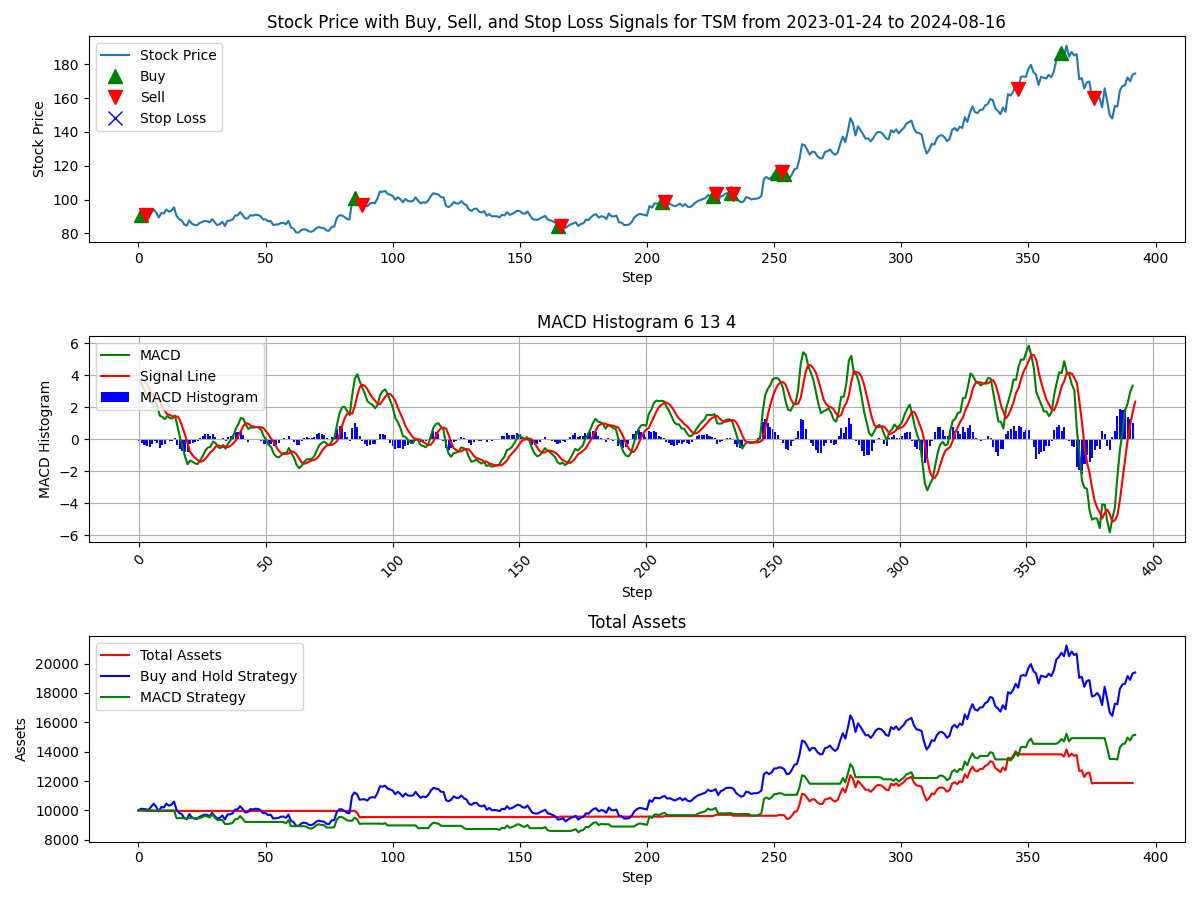 Stock Price with Buy, Sell, and Stop Loss Signals for TSM from 2023-01-24 to 2024-08-16
Stock Price
Buy
Sell
Stop Loss
Stock Price
180
160
140
120
100
80
0 50 100 150 200 250 300 350 400
Step
MACD Histogram 6 13 4
MACD
Signal Line
MACD Histogram
MACD Histogram
6
4
2
0
−2
−4
−6
0 50 100 150 200 250 300 350 400
Step
Total Assets
Total Assets
Buy and Hold Strategy
MACD Strategy
Assets
20000
18000
16000
14000
12000
10000
8000
0 50 100 150 200 250 300 350 400
Step